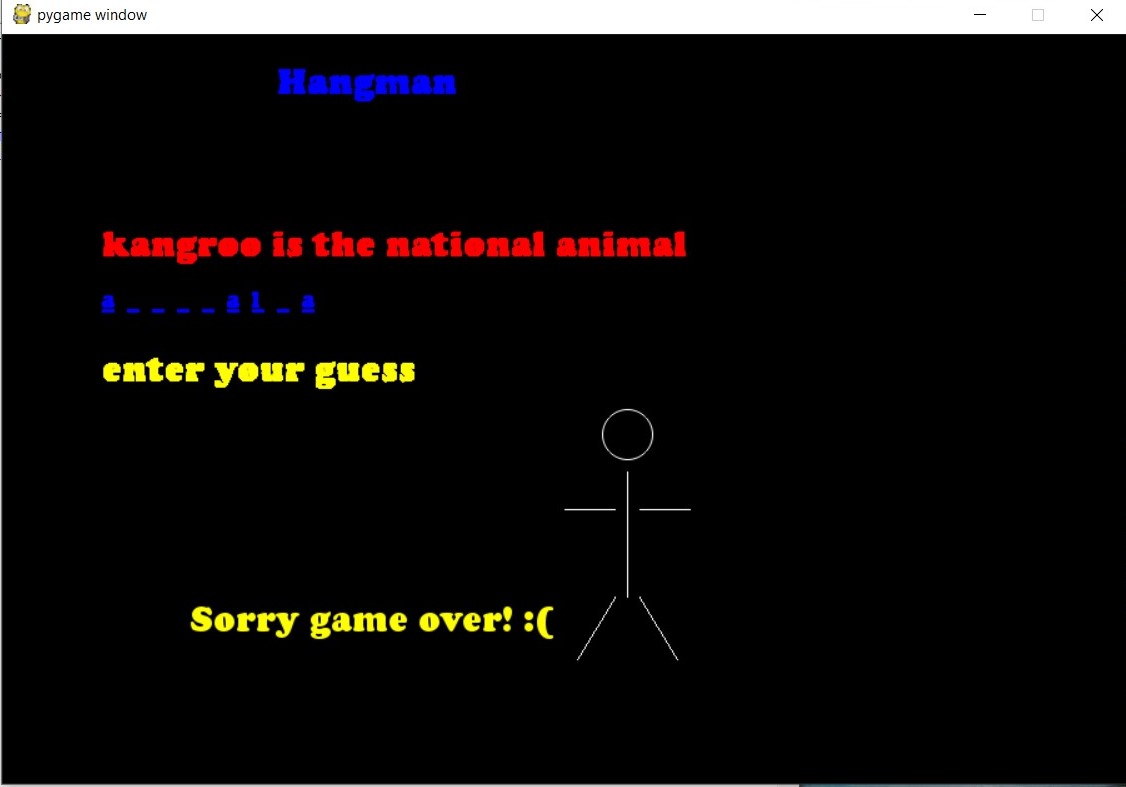 pygame window
Hangman
kangroo is the national animal
a _ _ _ _ a l _ a
enter your guess
Sorry game over! :(